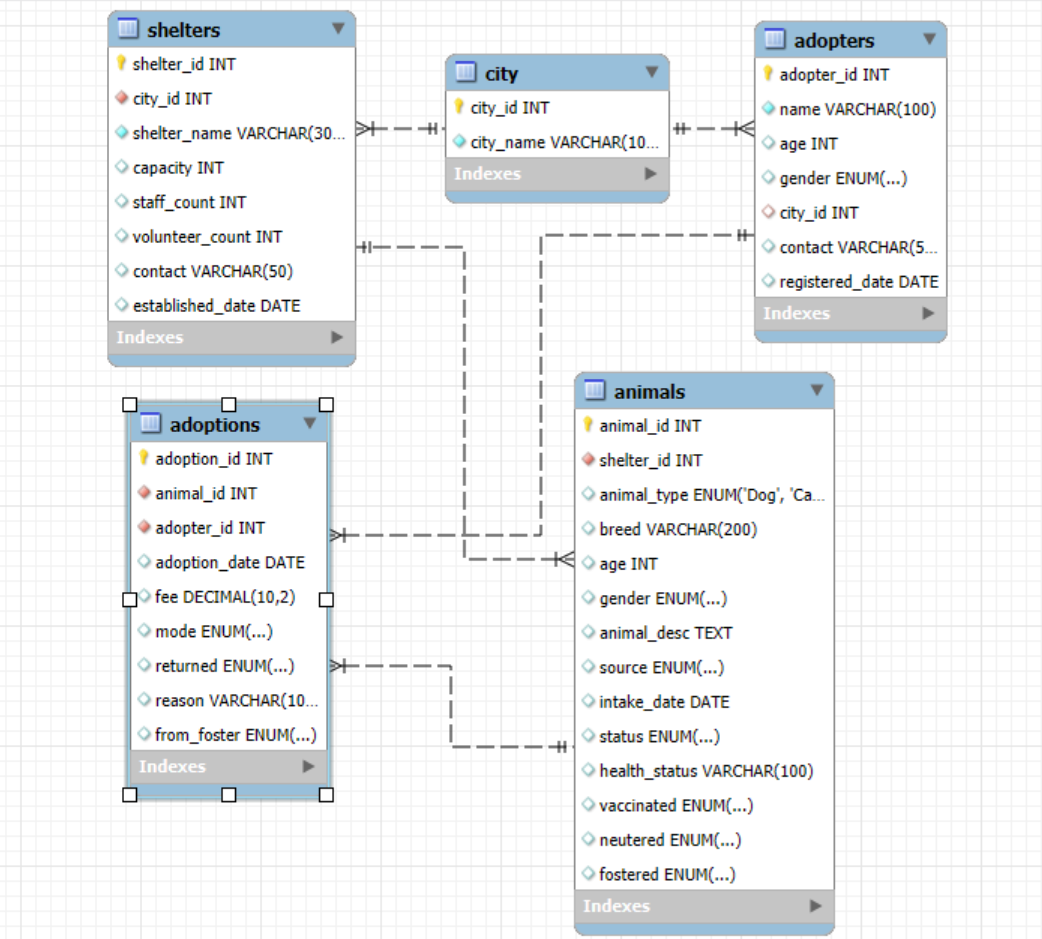 shelters
shelter_id INT
city_id INT
shelter_name VARCHAR(30...
capacity INT
staff_count INT
volunteer_count INT
contact VARCHAR(50)
established_date DATE
Indexes
city
city_id INT
city_name VARCHAR(10...
Indexes
adopters
adopter_id INT
name VARCHAR(100)
age INT
gender ENUM(...)
city_id INT
contact VARCHAR(5...
registered_date DATE
Indexes
adoptions
adoption_id INT
animal_id INT
adopter_id INT
adoption_date DATE
fee DECIMAL(10,2)
mode ENUM(...)
returned ENUM(...)
reason VARCHAR(10...
from_foster ENUM(...)
Indexes
animals
animal_id INT
shelter_id INT
animal_type ENUM('Dog', 'Ca...
breed VARCHAR(200)
age INT
gender ENUM(...)
animal_desc TEXT
source ENUM(...)
intake_date DATE
status ENUM(...)
health_status VARCHAR(100)
vaccinated ENUM(...)
neutered ENUM(...)
fostered ENUM(...)
Indexes